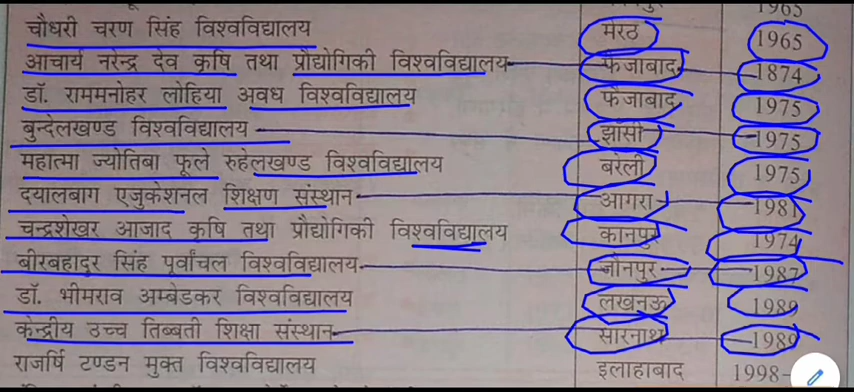 1965
चौधरी चरण सिंह विश्वविद्यालय मेरठ 1965
आचार्य नरेन्द्र देव कृषि तथा प्रौद्योगिकी विश्वविद्यालय फैजाबाद 1874
डॉ. राममनोहर लोहिया अवध विश्वविद्यालय फैजाबाद 1975
बुन्देलखण्ड विश्वविद्यालय झाँसी 1975
महात्मा ज्योतिबा फूले रुहेलखण्ड विश्वविद्यालय बरेली 1975
दयालबाग एजुकेशनल शिक्षण संस्थान आगरा 1981
चन्द्रशेखर आजाद कृषि तथा प्रौद्योगिकी विश्वविद्यालय कानपुर 1974
बीरबहादुर सिंह पूर्वांचल विश्वविद्यालय जौनपुर 1987
डॉ. भीमराव अम्बेडकर विश्वविद्यालय लखनऊ 1989
केन्द्रीय उच्च तिब्बती शिक्षा संस्थान सारनाथ 1989
राजर्षि टण्डन मुक्त विश्वविद्यालय इलाहाबाद 1998-